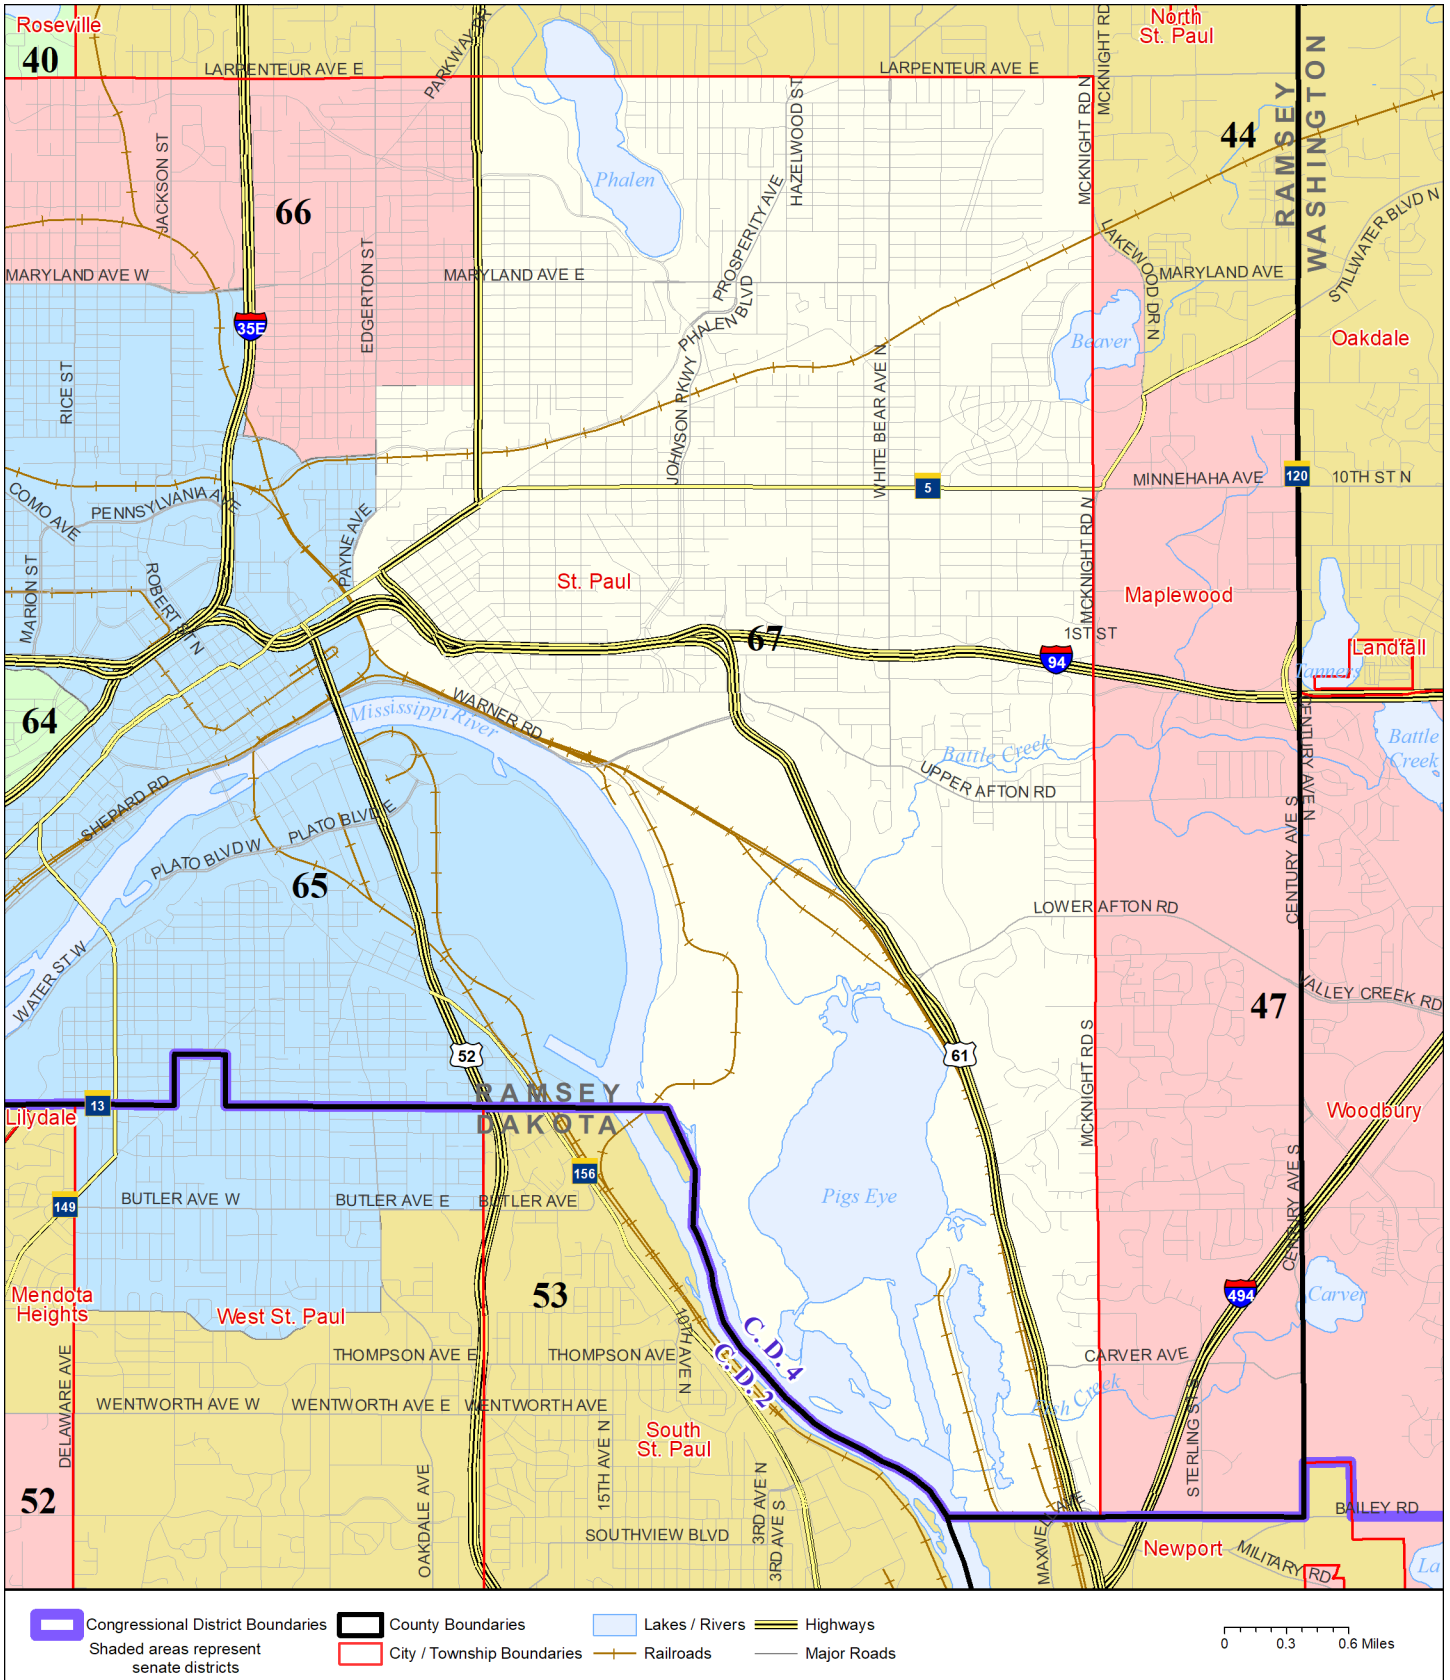 Roseville
40
LARPENTEUR AVE E
PARKWAY DR
LARPENTEUR AVE E
MCKNIGHT RD
North
St. Paul
JACKSON ST
66
Phalen
HAZELWOOD ST
MCKNIGHT RD N
44
RAMSEY
WASHINGTON
MARYLAND AVE W
EDGERTON ST
MARYLAND AVE E
PROSPERITY AVE
PHALEN BLVD
LAKEWOOD DR N
MARYLAND AVE
STILLWATER BLVD N
35E
Beaver
Oakdale
RICE ST
JOHNSON PKWY
WHITE BEAR AVE N
5
MINNEHAHA AVE
120
10TH ST N
COMO AVE
PENNSYLVANIA AVE
PAYNE AVE
MARION ST
ROBERT ST N
St. Paul
MCKNIGHT RD N
Maplewood
67
94
1ST ST
Landfall
Tanners
64
Mississippi River
WARNER RD
Battle Creek
UPPER AFTON RD
CENTURY AVE N
Battle
Creek
SHEPARD RD
PLATO BLVD W
PLATO BLVD E
65
CENTURY AVE S
LOWER AFTON RD
WATER ST W
VALLEY CREEK RD
47
52
61
MCKNIGHT RD S
RAMSEY
DAKOTA
13
Lilydale
Woodbury
156
149
BUTLER AVE W
BUTLER AVE E
BUTLER AVE
Pigs Eye
CENTURY AVE S
Mendota
Heights
West St. Paul
53
494
Carver
10TH AVE N
C. D. 4
C. D. 2
DELAWARE AVE
THOMPSON AVE E
THOMPSON AVE
CARVER AVE
Fish Creek
WENTWORTH AVE W
WENTWORTH AVE E
WENTWORTH AVE
South
St. Paul
STERLING ST S
52
OAKDALE AVE
15TH AVE N
3RD AVE N
3RD AVE S
SOUTHVIEW BLVD
MAXWELL AVE
BAILEY RD
Newport
MILITARY RD
La
Congressional District Boundaries
County Boundaries
Lakes / Rivers
Highways
Shaded areas represent
senate districts
City / Township Boundaries
Railroads
Major Roads
0 0.3 0.6 Miles